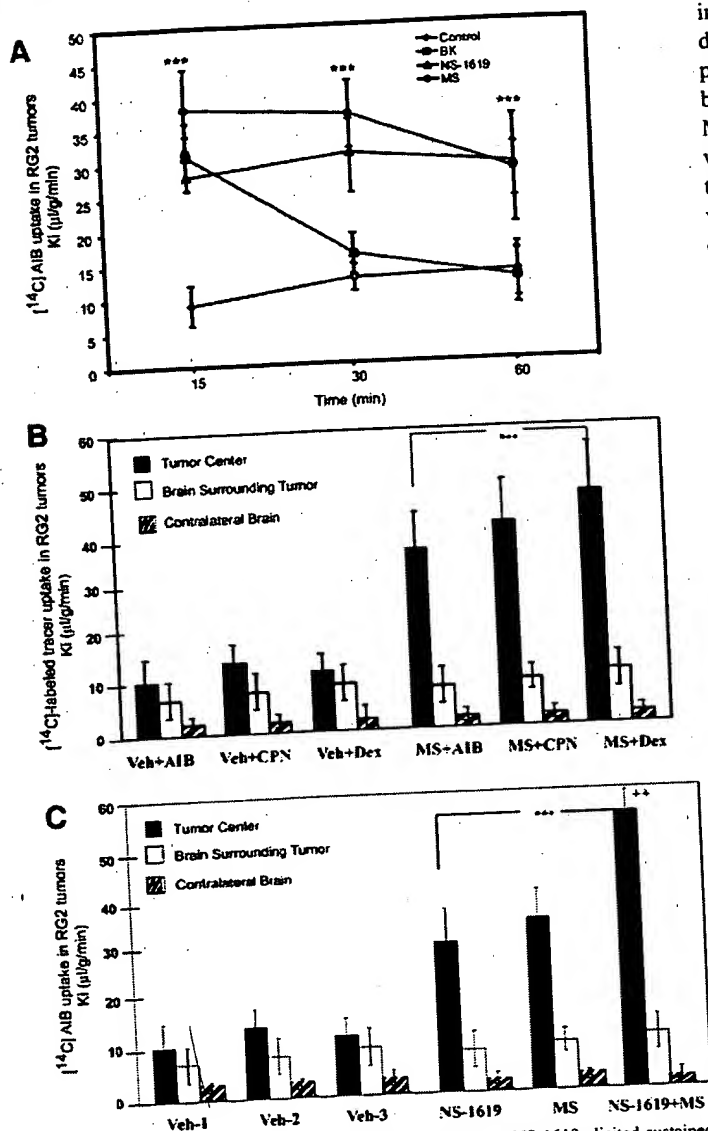 A
[14C] AIB uptake in RG2 tumors
Ki (µl/g/min)
50
45
40
35
30
25
20
15
10
5
0
***
***
***
Control
BK
NS-1619
MS
15
30
60
Time (min)
B
[14C]-labeled tracer uptake in RG2 tumors
Ki (µl/g/min)
60
50
40
30
20
10
0
Tumor Center
Brain Surrounding Tumor
Contralateral Brain
***
Veh+AIB
Veh+CPN
Veh+Dex
MS+AIB
MS+CPN
MS+Dex
C
[14C] AIB uptake in RG2 tumors
Ki (µl/g/min)
60
50
40
30
20
10
0
Tumor Center
Brain Surrounding Tumor
Contralateral Brain
***
++
Veh-1
Veh-2
Veh-3
NS-1619
MS
NS-1619+MS
elicited sustained